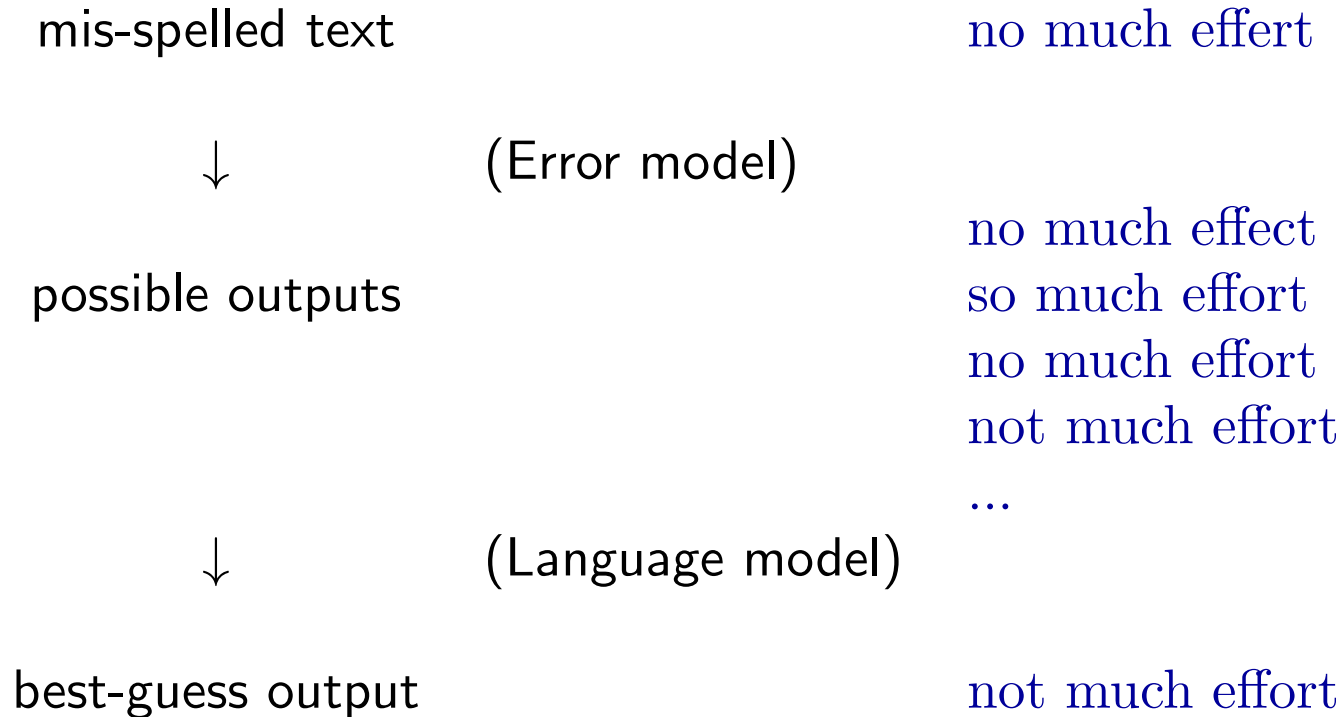 mis-spelled text no much effert
↓ (Error model)
no much effect
possible outputs so much effort
no much effort
not much effort
...
↓ (Language model)
best-guess output not much effort